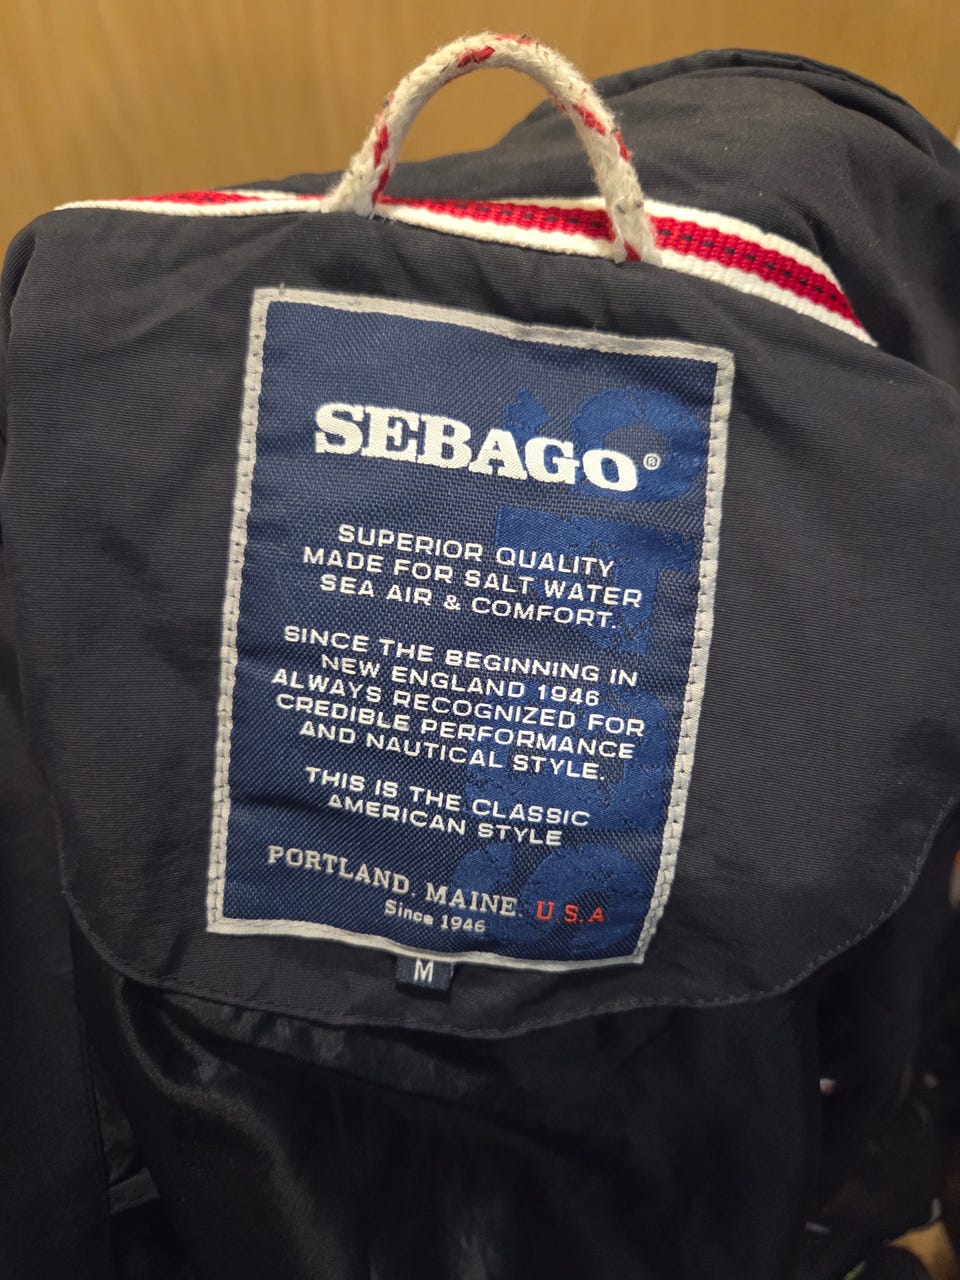 SEBAGO®
SUPERIOR QUALITY
MADE FOR SALT WATER
SEA AIR & COMFORT.
SINCE THE BEGINNING IN
NEW ENGLAND 1946
ALWAYS RECOGNIZED FOR
CREDIBLE PERFORMANCE
AND NAUTICAL STYLE.
THIS IS THE CLASSIC
AMERICAN STYLE
PORTLAND, MAINE. U.S.A
Since 1946
M